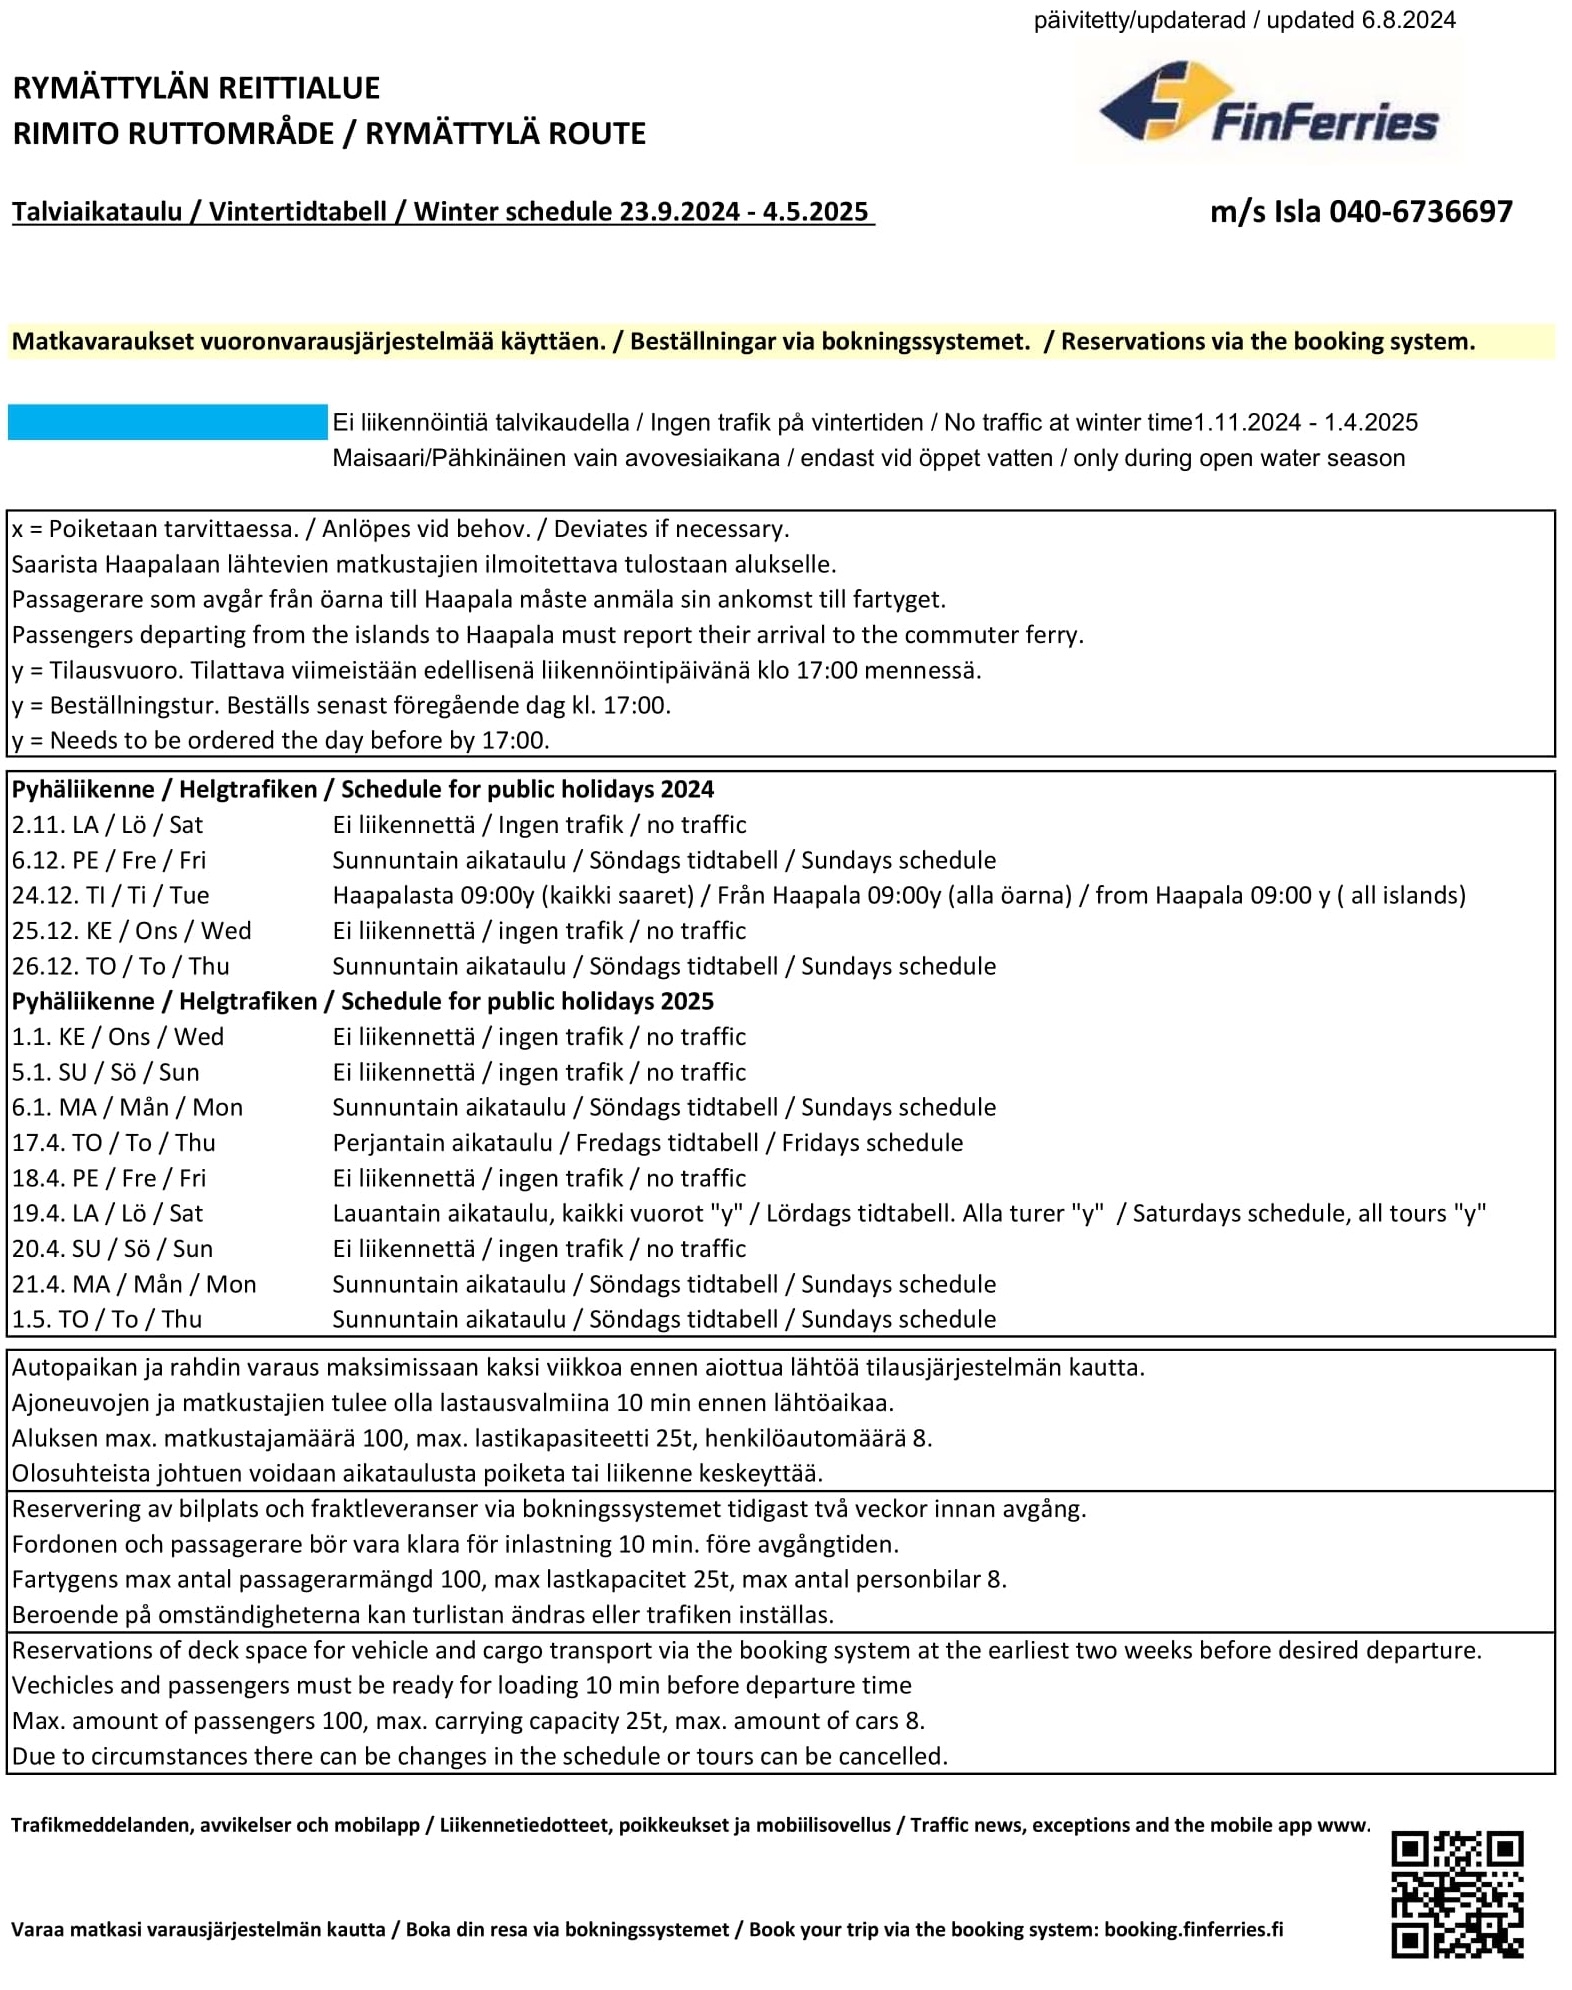 päivitetty/updaterad / updated 6.8.2024
FinFerries
RYMÄTTYLÄN REITTIALUE
RIMITO RUTTOMRÅDE / RYMÄTTYLÄ ROUTE
Talviaikataulu / Vintertidtabell / Winter schedule 23.9.2024 - 4.5.2025 m/s Isla 040-6736697
Matkavaraukset vuoronvarausjärjestelmää käyttäen. / Beställningar via bokningssystemet. / Reservations via the booking system.
Ei liikennöintiä talvikaudella / Ingen trafik på vintertiden / No traffic at winter time1.11.2024 - 1.4.2025
Maisaari/Pähkinäinen vain avovesiaikana / endast vid öppet vatten / only during open water season
x = Poiketaan tarvittaessa. / Anlöpes vid behov. / Deviates if necessary.
Saarista Haapalaan lähtevien matkustajien ilmoitettava tulostaan alukselle.
Passagerare som avgår från öarna till Haapala måste anmäla sin ankomst till fartyget.
Passengers departing from the islands to Haapala must report their arrival to the commuter ferry.
y = Tilausvuoro. Tilattava viimeistään edellisenä liikennöintipäivänä klo 17:00 mennessä.
y = Beställningstur. Beställs senast föregående dag kl. 17:00.
y = Needs to be ordered the day before by 17:00.
Pyhäliikenne / Helgtrafiken / Schedule for public holidays 2024
2.11. LA / Lö / Sat Ei liikennettä / Ingen trafik / no traffic
6.12. PE / Fre / Fri Sunnuntain aikataulu / Söndags tidtabell / Sundays schedule
24.12. TI / Ti / Tue Haapalasta 09:00y (kaikki saaret) / Från Haapala 09:00y (alla öarna) / from Haapala 09:00 y ( all islands)
25.12. KE / Ons / Wed Ei liikennettä / ingen trafik / no traffic
26.12. TO / To / Thu Sunnuntain aikataulu / Söndags tidtabell / Sundays schedule
Pyhäliikenne / Helgtrafiken / Schedule for public holidays 2025
1.1. KE / Ons / Wed Ei liikennettä / ingen trafik / no traffic
5.1. SU / Sö / Sun Ei liikennettä / ingen trafik / no traffic
6.1. MA / Mån / Mon Sunnuntain aikataulu / Söndags tidtabell / Sundays schedule
17.4. TO / To / Thu Perjantain aikataulu / Fredags tidtabell / Fridays schedule
18.4. PE / Fre / Fri Ei liikennettä / ingen trafik / no traffic
19.4. LA / Lö / Sat Lauantain aikataulu, kaikki vuorot "y" / Lördags tidtabell. Alla turer "y" / Saturdays schedule, all tours "y"
20.4. SU / Sö / Sun Ei liikennettä / ingen trafik / no traffic
21.4. MA / Mån / Mon Sunnuntain aikataulu / Söndags tidtabell / Sundays schedule
1.5. TO / To / Thu Sunnuntain aikataulu / Söndags tidtabell / Sundays schedule
Autopaikan ja rahdin varaus maksimissaan kaksi viikkoa ennen aiottua lähtöä tilausjärjestelmän kautta.
Ajoneuvojen ja matkustajien tulee olla lastausvalmiina 10 min ennen lähtöaikaa.
Aluksen max. matkustajamäärä 100, max. lastikapasiteetti 25t, henkilöautomäärä 8.
Olosuhteista johtuen voidaan aikataulusta poiketa tai liikenne keskeyttää.
Reservering av bilplats och fraktleveranser via bokningssystemet tidigast två veckor innan avgång.
Fordonen och passagerare bör vara klara för inlastning 10 min. före avgångtiden.
Fartygens max antal passagerarmängd 100, max lastkapacitet 25t, max antal personbilar 8.
Beroende på omständigheterna kan turlistan ändras eller trafiken inställas.
Reservations of deck space for vehicle and cargo transport via the booking system at the earliest two weeks before desired departure.
Vechicles and passengers must be ready for loading 10 min before departure time
Max. amount of passengers 100, max. carrying capacity 25t, max. amount of cars 8.
Due to circumstances there can be changes in the schedule or tours can be cancelled.
Trafikmeddelanden, avvikelser och mobilapp / Liikennetiedotteet, poikkeukset ja mobiilisovellus / Traffic news, exceptions and the mobile app www.
Varaa matkasi varausjärjestelmän kautta / Boka din resa via bokningssystemet / Book your trip via the booking system: booking.finferries.fi